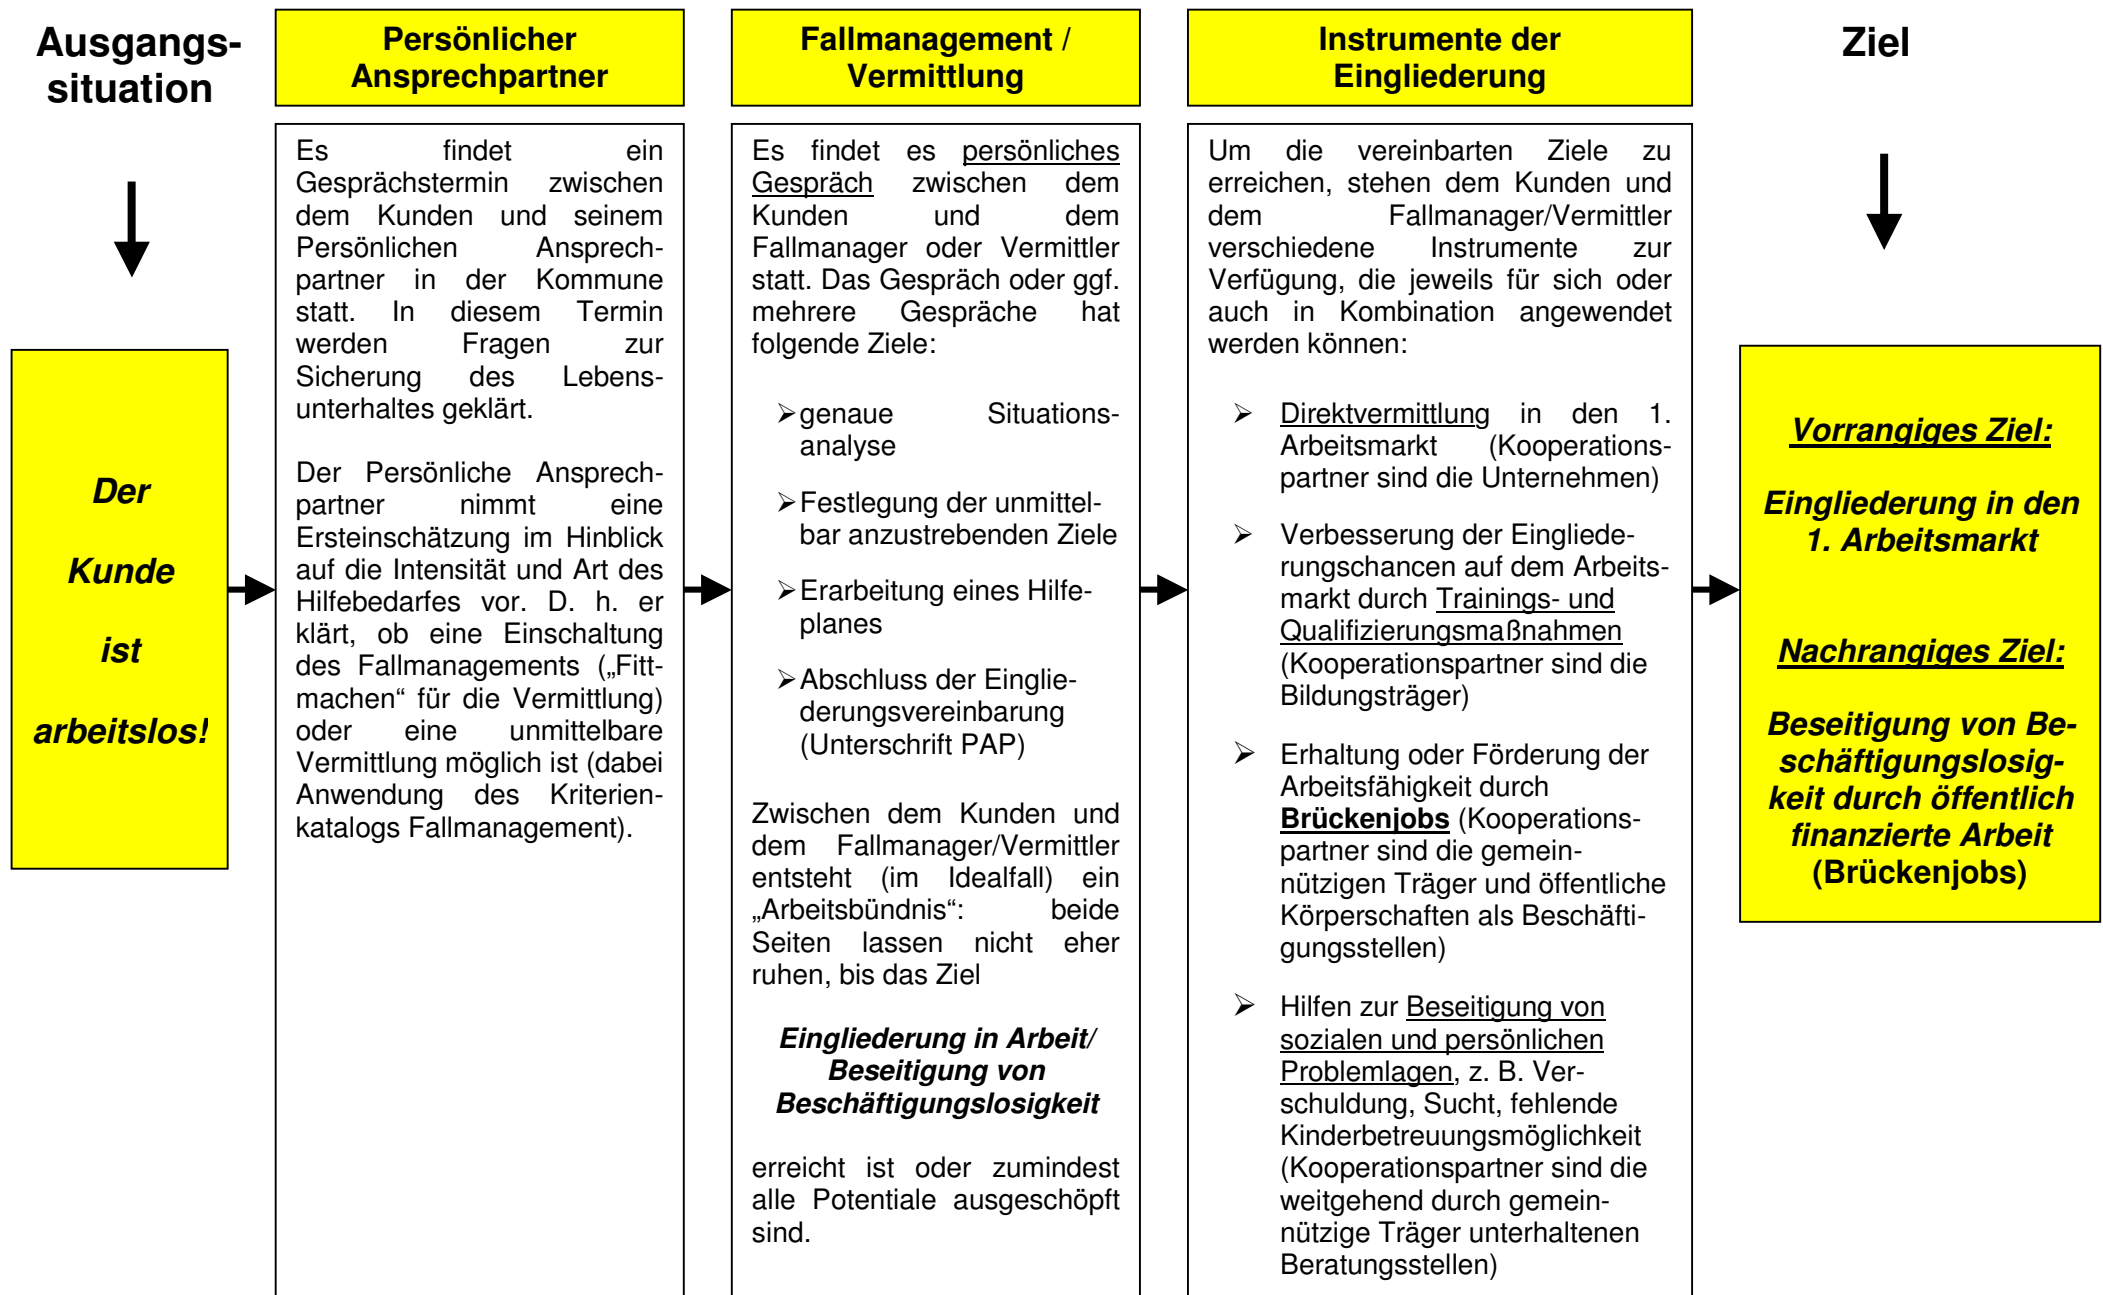 Ausgangs-
situation
Der
Kunde
ist
arbeitslos!
Persönlicher
Ansprechpartner
Es findet ein
Gesprächstermin zwischen
dem Kunden und seinem
Persönlichen Ansprech-
partner in der Kommune
statt. In diesem Termin
werden Fragen zur
Sicherung des Lebens-
unterhaltes geklärt.
Der Persönliche Ansprech-
partner nimmt eine
Ersteinschätzung im Hinblick
auf die Intensität und Art des
Hilfebedarfes vor. D. h. er
klärt, ob eine Einschaltung
des Fallmanagements („Fitt-
machen“ für die Vermittlung)
oder eine unmittelbare
Vermittlung möglich ist (dabei
Anwendung des Kriterien-
katalogs Fallmanagement).
Fallmanagement /
Vermittlung
Es findet es persönliches
Gespräch zwischen dem
Kunden und dem
Fallmanager oder Vermittler
statt. Das Gespräch oder ggf.
mehrere Gespräche hat
folgende Ziele:
➢ genaue Situations-
analyse
➢ Festlegung der unmittel-
bar anzustrebenden Ziele
➢ Erarbeitung eines Hilfe-
planes
➢ Abschluss der Einglie-
derungsvereinbarung
(Unterschrift PAP)
Zwischen dem Kunden und
dem Fallmanager/Vermittler
entsteht (im Idealfall) ein
„Arbeitsbündnis“: beide
Seiten lassen nicht eher
ruhen, bis das Ziel
Eingliederung in Arbeit/
Beseitigung von
Beschäftigungslosigkeit
erreicht ist oder zumindest
alle Potentiale ausgeschöpft
sind.
Instrumente der
Eingliederung
Um die vereinbarten Ziele zu
erreichen, stehen dem Kunden und
dem Fallmanager/Vermittler
verschiedene Instrumente zur
Verfügung, die jeweils für sich oder
auch in Kombination angewendet
werden können:
➢ Direktvermittlung in den 1.
Arbeitsmarkt (Kooperations-
partner sind die Unternehmen)
➢ Verbesserung der Eingliede-
rungschancen auf dem Arbeits-
markt durch Trainings- und
Qualifizierungsmaßnahmen
(Kooperationspartner sind die
Bildungsträger)
➢ Erhaltung oder Förderung der
Arbeitsfähigkeit durch
Brückenjobs (Kooperations-
partner sind die gemein-
nützigen Träger und öffentliche
Körperschaften als Beschäfti-
gungsstellen)
➢ Hilfen zur Beseitigung von
sozialen und persönlichen
Problemlagen, z. B. Ver-
schuldung, Sucht, fehlende
Kinderbetreuungsmöglichkeit
(Kooperationspartner sind die
weitgehend durch gemein-
nützige Träger unterhaltenen
Beratungsstellen)
Ziel
Vorrangiges Ziel:
Eingliederung in den
1. Arbeitsmarkt
Nachrangiges Ziel:
Beseitigung von Be-
schäftigungslosig-
keit durch öffentlich
finanzierte Arbeit
(Brückenjobs)